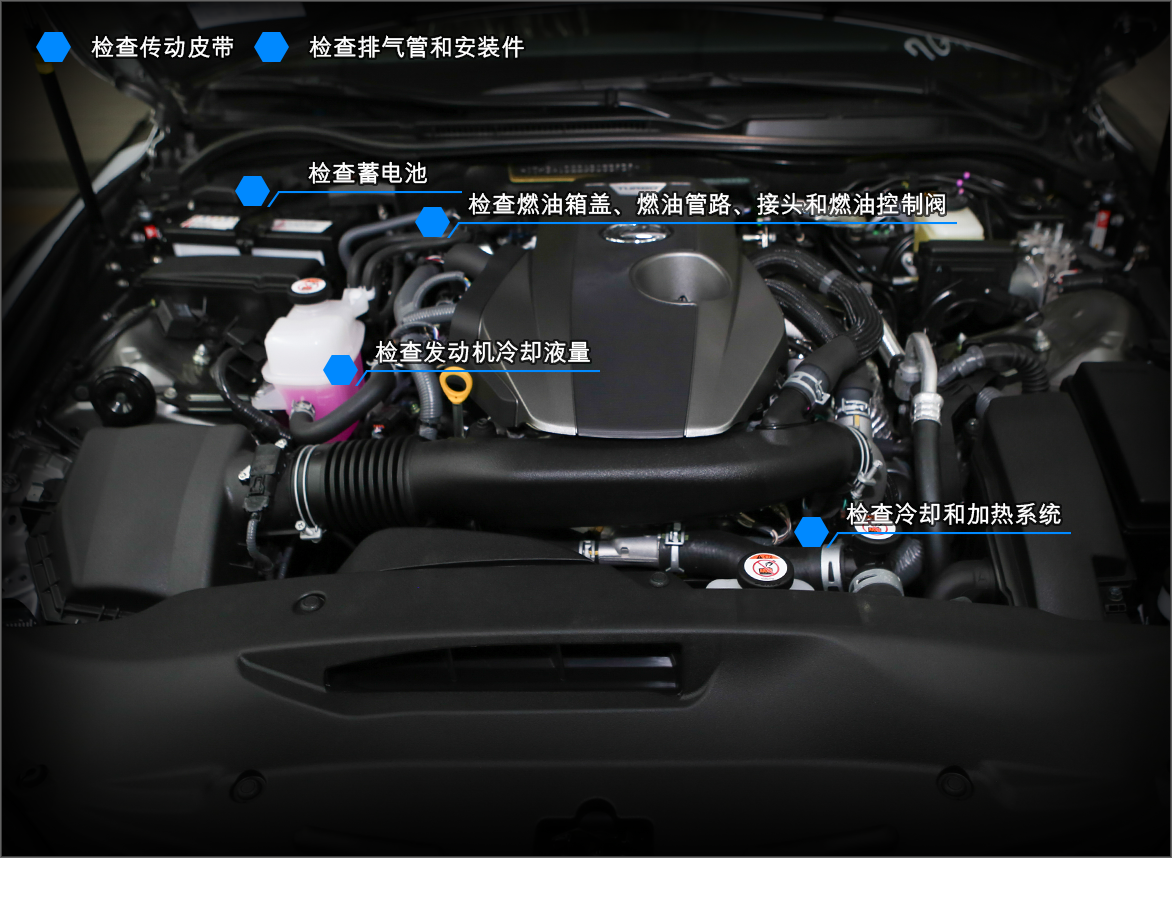 检查传动皮带
检查排气管和安装件
检查蓄电池
检查燃油箱盖、燃油管路、接头和燃油控制阀
检查发动机冷却液量
检查冷却和加热系统